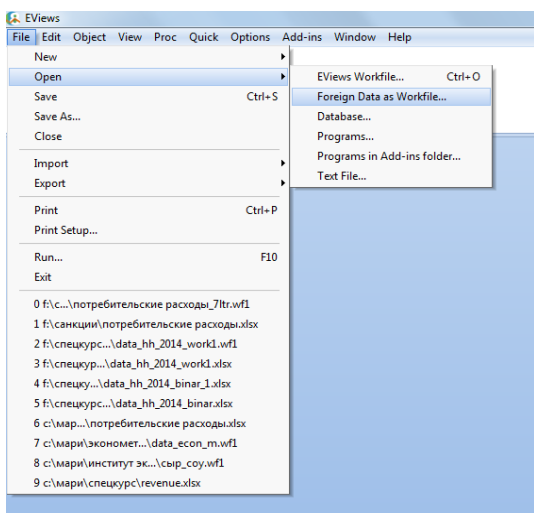 EViews
File Edit Object View Proc Quick Options Add-ins Window Help
New
Open
Save Ctrl+S
Save As...
Close
Import
Export
Print Ctrl+P
Print Setup...
Run... F10
Exit
0 f:\с...\потребительские расходы_7ltr.wf1
1 f:\санкции\потребительские расходы.xlsx
2 f:\спецкурс...\data_hh_2014_work1.wf1
3 f:\спецкур...\data_hh_2014_work1.xlsx
4 f:\спецку...\data_hh_2014_binar_1.xlsx
5 f:\спецкурс...\data_hh_2014_binar.xlsx
6 c:\мар...\потребительские расходы.xlsx
7 c:\мари\экономет...\data_econ_m.wf1
8 c:\мари\институт эк...\сыр_соу.wf1
9 c:\мари\спецкурс\revenue.xlsx
EViews Workfile... Ctrl+O
Foreign Data as Workfile...
Database...
Programs...
Programs in Add-ins folder...
Text File...